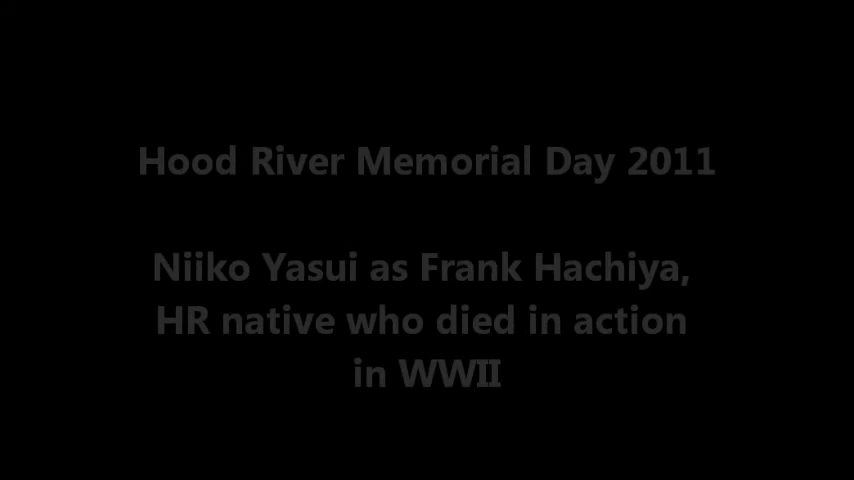 Hood River Memorial Day 2011
Niiko Yasui as Frank Hachiya,
HR native who died in action
in WWII